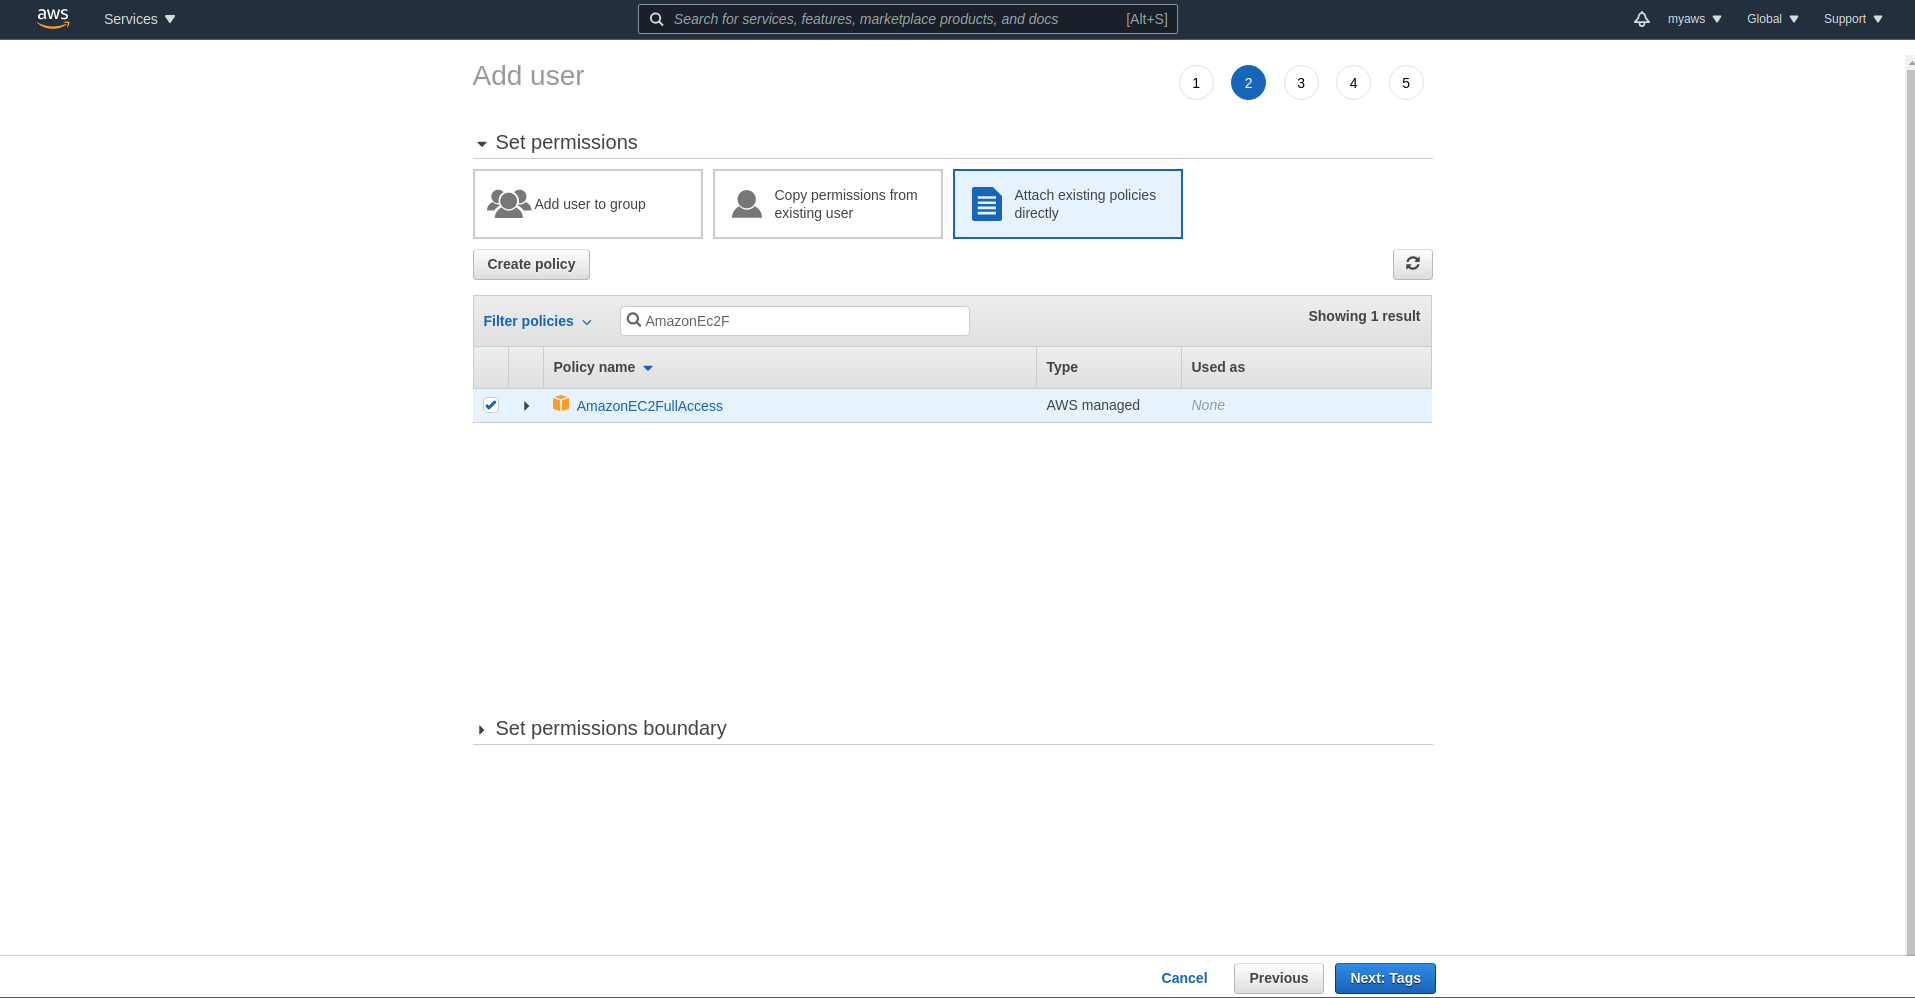 aws Services Search for services, features, marketplace products, and docs [Alt+S] myaws Global Support
Add user 1 2 3 4 5
Set permissions
Add user to group
Copy permissions from
existing user
Attach existing policies
directly
Create policy
Filter policies AmazonEc2F Showing 1 result
Policy name Type Used as
AmazonEC2FullAccess AWS managed None
Set permissions boundary
Cancel Previous Next: Tags